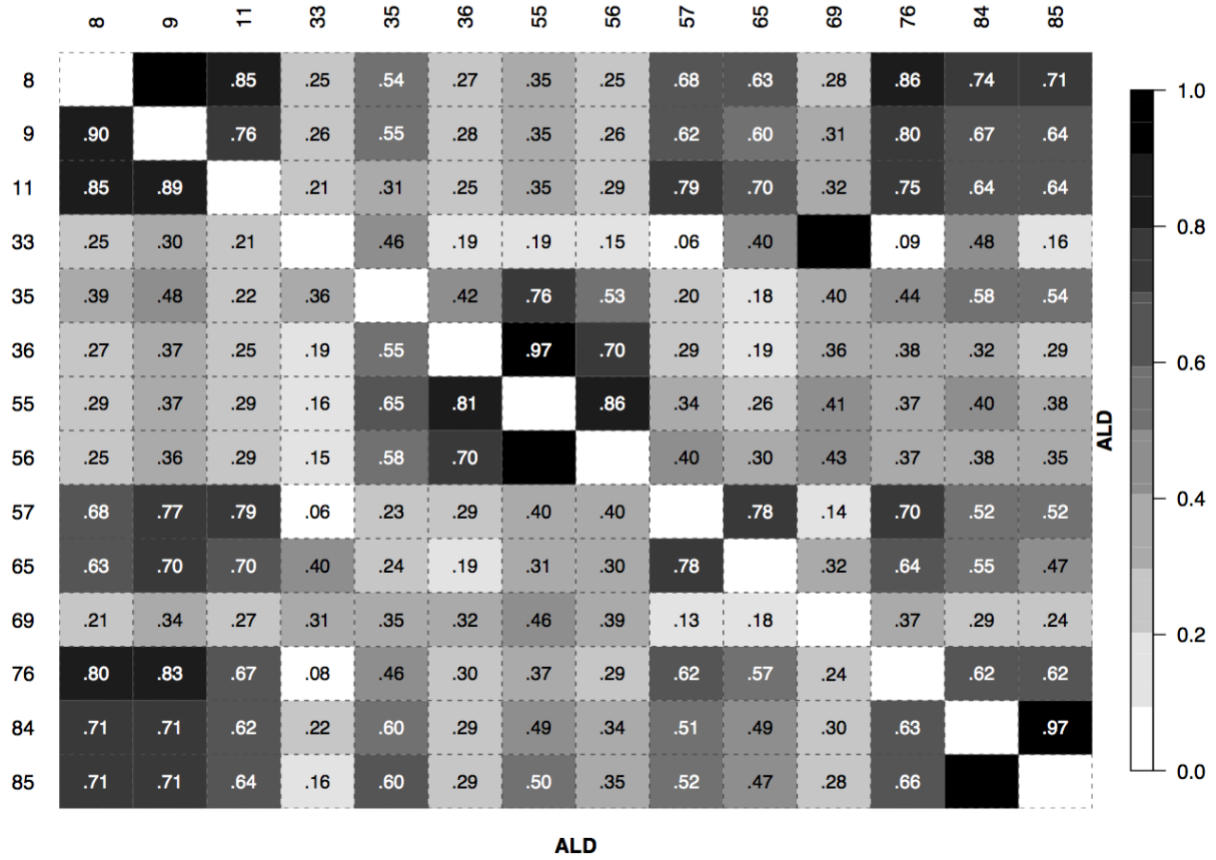 8 9 11 33 35 36 55 56 57 65 69 76 84 85
8 .85 .25 .54 .27 .35 .25 .68 .63 .28 .86 .74 .71
9 .90 .76 .26 .55 .28 .35 .26 .62 .60 .31 .80 .67 .64
11 .85 .89 .21 .31 .25 .35 .29 .79 .70 .32 .75 .64 .64
33 .25 .30 .21 .46 .19 .19 .15 .06 .40 .09 .48 .16
35 .39 .48 .22 .36 .42 .76 .53 .20 .18 .40 .44 .58 .54
36 .27 .37 .25 .19 .55 .97 .70 .29 .19 .36 .38 .32 .29
55 .29 .37 .29 .16 .65 .81 .86 .34 .26 .41 .37 .40 .38
56 .25 .36 .29 .15 .58 .70 .40 .30 .43 .37 .38 .35
57 .68 .77 .79 .06 .23 .29 .40 .40 .78 .14 .70 .52 .52
65 .63 .70 .70 .40 .24 .19 .31 .30 .78 .32 .64 .55 .47
69 .21 .34 .27 .31 .35 .32 .46 .39 .13 .18 .37 .29 .24
76 .80 .83 .67 .08 .46 .30 .37 .29 .62 .57 .24 .62 .62
84 .71 .71 .62 .22 .60 .29 .49 .34 .51 .49 .30 .63 .97
85 .71 .71 .64 .16 .60 .29 .50 .35 .52 .47 .28 .66
ALD
ALD
1.0
0.8
0.6
0.4
0.2
0.0